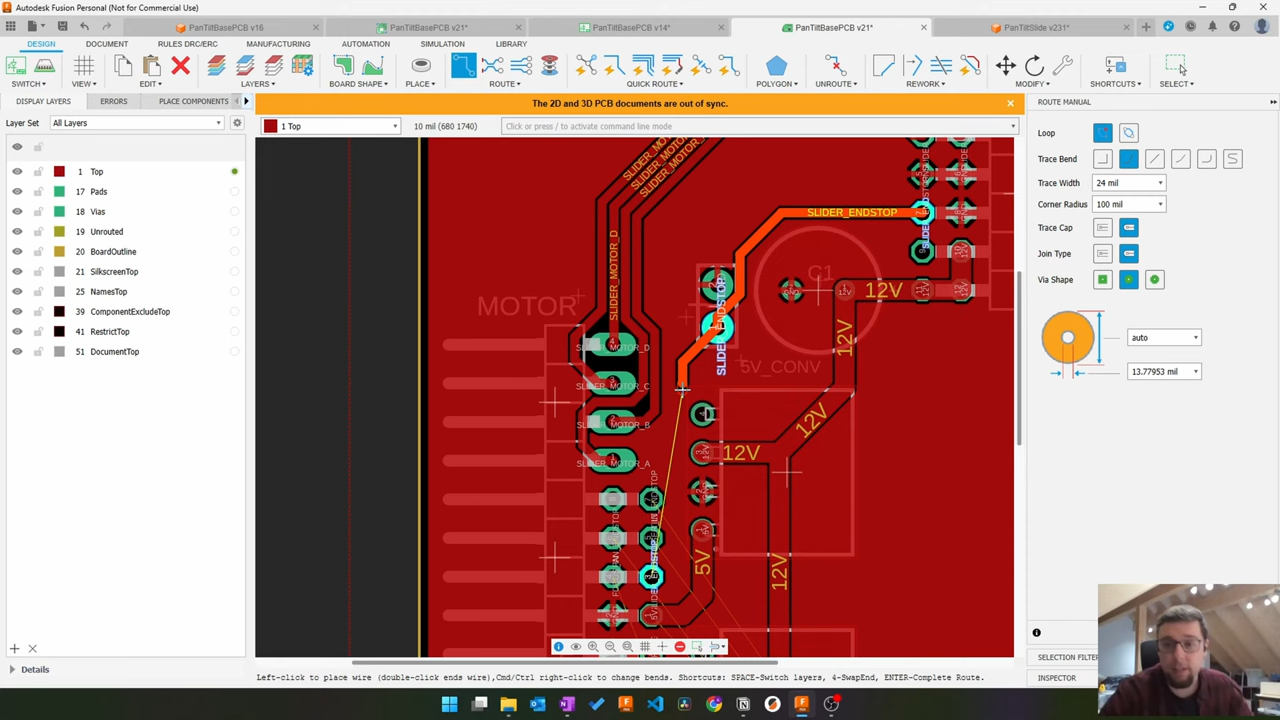 Autodesk Fusion Personal (Not for Commercial Use)
PanTiltBasePCB v16
PanTiltBasePCB v21*
PanTiltBasePCB v14*
PanTiltBasePCB v21*
PanTiltSlide v231*
DESIGN
DOCUMENT
RULES DRC/ERC
MANUFACTURING
AUTOMATION
SIMULATION
LIBRARY
SWITCH
VIEW
EDIT
LAYERS
BOARD SHAPE
PLACE
ROUTE
QUICK ROUTE
POLYGON
UNROUTE
REWORK
MODIFY
SHORTCUTS
SELECT
DISPLAY LAYERS
ERRORS
PLACE COMPONENTS
The 2D and 3D PCB documents are out of sync.
ROUTE MANUAL
Layer Set
All Layers
1 Top
10 mil (680 1740)
Click or press / to activate command line mode
1 Top
17 Pads
18 Vias
19 Unrouted
20 BoardOutline
21 SilkscreenTop
25 NamesTop
39 ComponentExcludeTop
41 RestrictTop
51 DocumentTop
Details
Loop
Trace Bend
Trace Width
24 mil
Corner Radius
100 mil
Trace Cap
Join Type
Via Shape
auto
13.77953 mil
SELECTION FILTER
INSPECTOR
SLIDER_ENDSTOP
SLIDER_ENDSTOP
SLIDER_MOTOR_D
MOTOR
C1
12V
12V
12V
5V_CONV
12V
12V
5V
SLIDER_MOTOR_D
SLIDER_MOTOR_C
SLIDER_MOTOR_B
SLIDER_MOTOR_A
Left-click to place wire (double-click ends wire),Cmd/Ctrl right-click to change bends. Shortcuts: SPACE-Switch layers, 4-SwapEnd, ENTER-Complete Route.